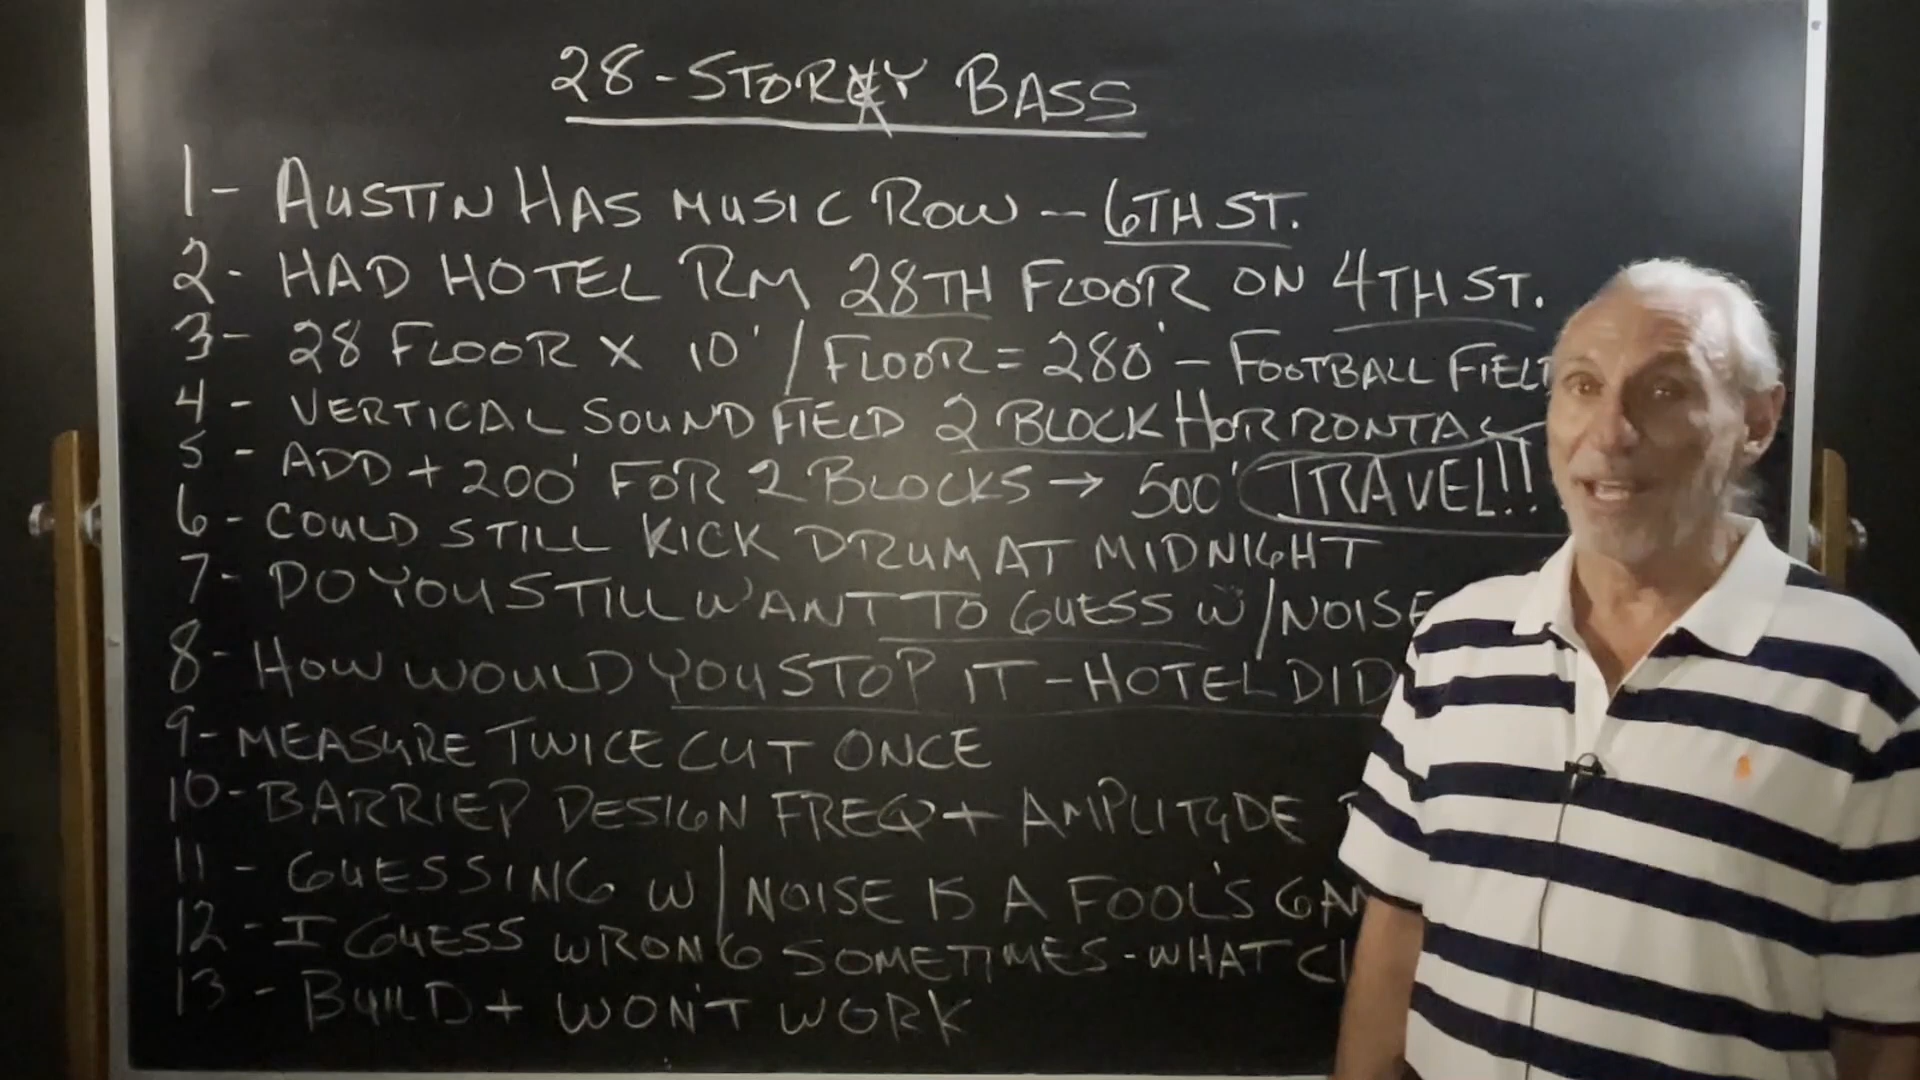 28-STORY BASS
1- AUSTIN HAS MUSIC ROW - 6TH ST.
2- HAD HOTEL RM 28TH FLOOR ON 4TH ST.
3- 28 FLOOR X 10' / FLOOR = 280' - FOOTBALL FIEL
4- VERTICAL SOUND FIELD 2 BLOCK
5- ADD + 200' FOR 2 BLOCKS → 500' TRAVEL!!
6- COULD STILL KICK DRUM AT MIDNIGHT
7- DO YOU STILL WANT TO GUESS W/NOISE
8- HOW WOULD YOU STOP IT - HOTEL DID
9- MEASURE TWICE CUT ONCE
10- BARRIER DESIGN FREQ + AMPLITUDE
11- GUESSING W/NOISE IS A FOOL'S
12- I GUESS WRONG SOMETIMES - WHAT
13- BUILD + WON'T WORK